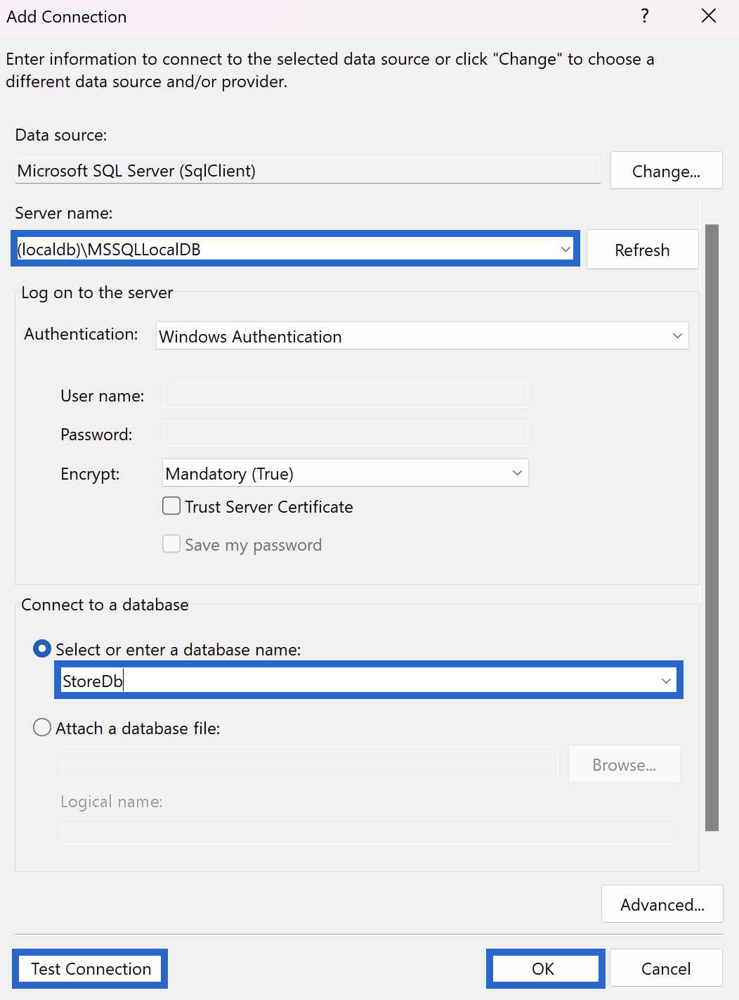 Add Connection ?
Enter information to connect to the selected data source or click "Change" to choose a
different data source and/or provider.
Data source:
Microsoft SQL Server (SqlClient) Change...
Server name:
(localdb)\MSSQLLocalDB Refresh
Log on to the server
Authentication: Windows Authentication
User name:
Password:
Encrypt: Mandatory (True)
Trust Server Certificate
Save my password
Connect to a database
Select or enter a database name:
StoreDb
Attach a database file:
Browse...
Logical name:
Advanced...
Test Connection OK Cancel